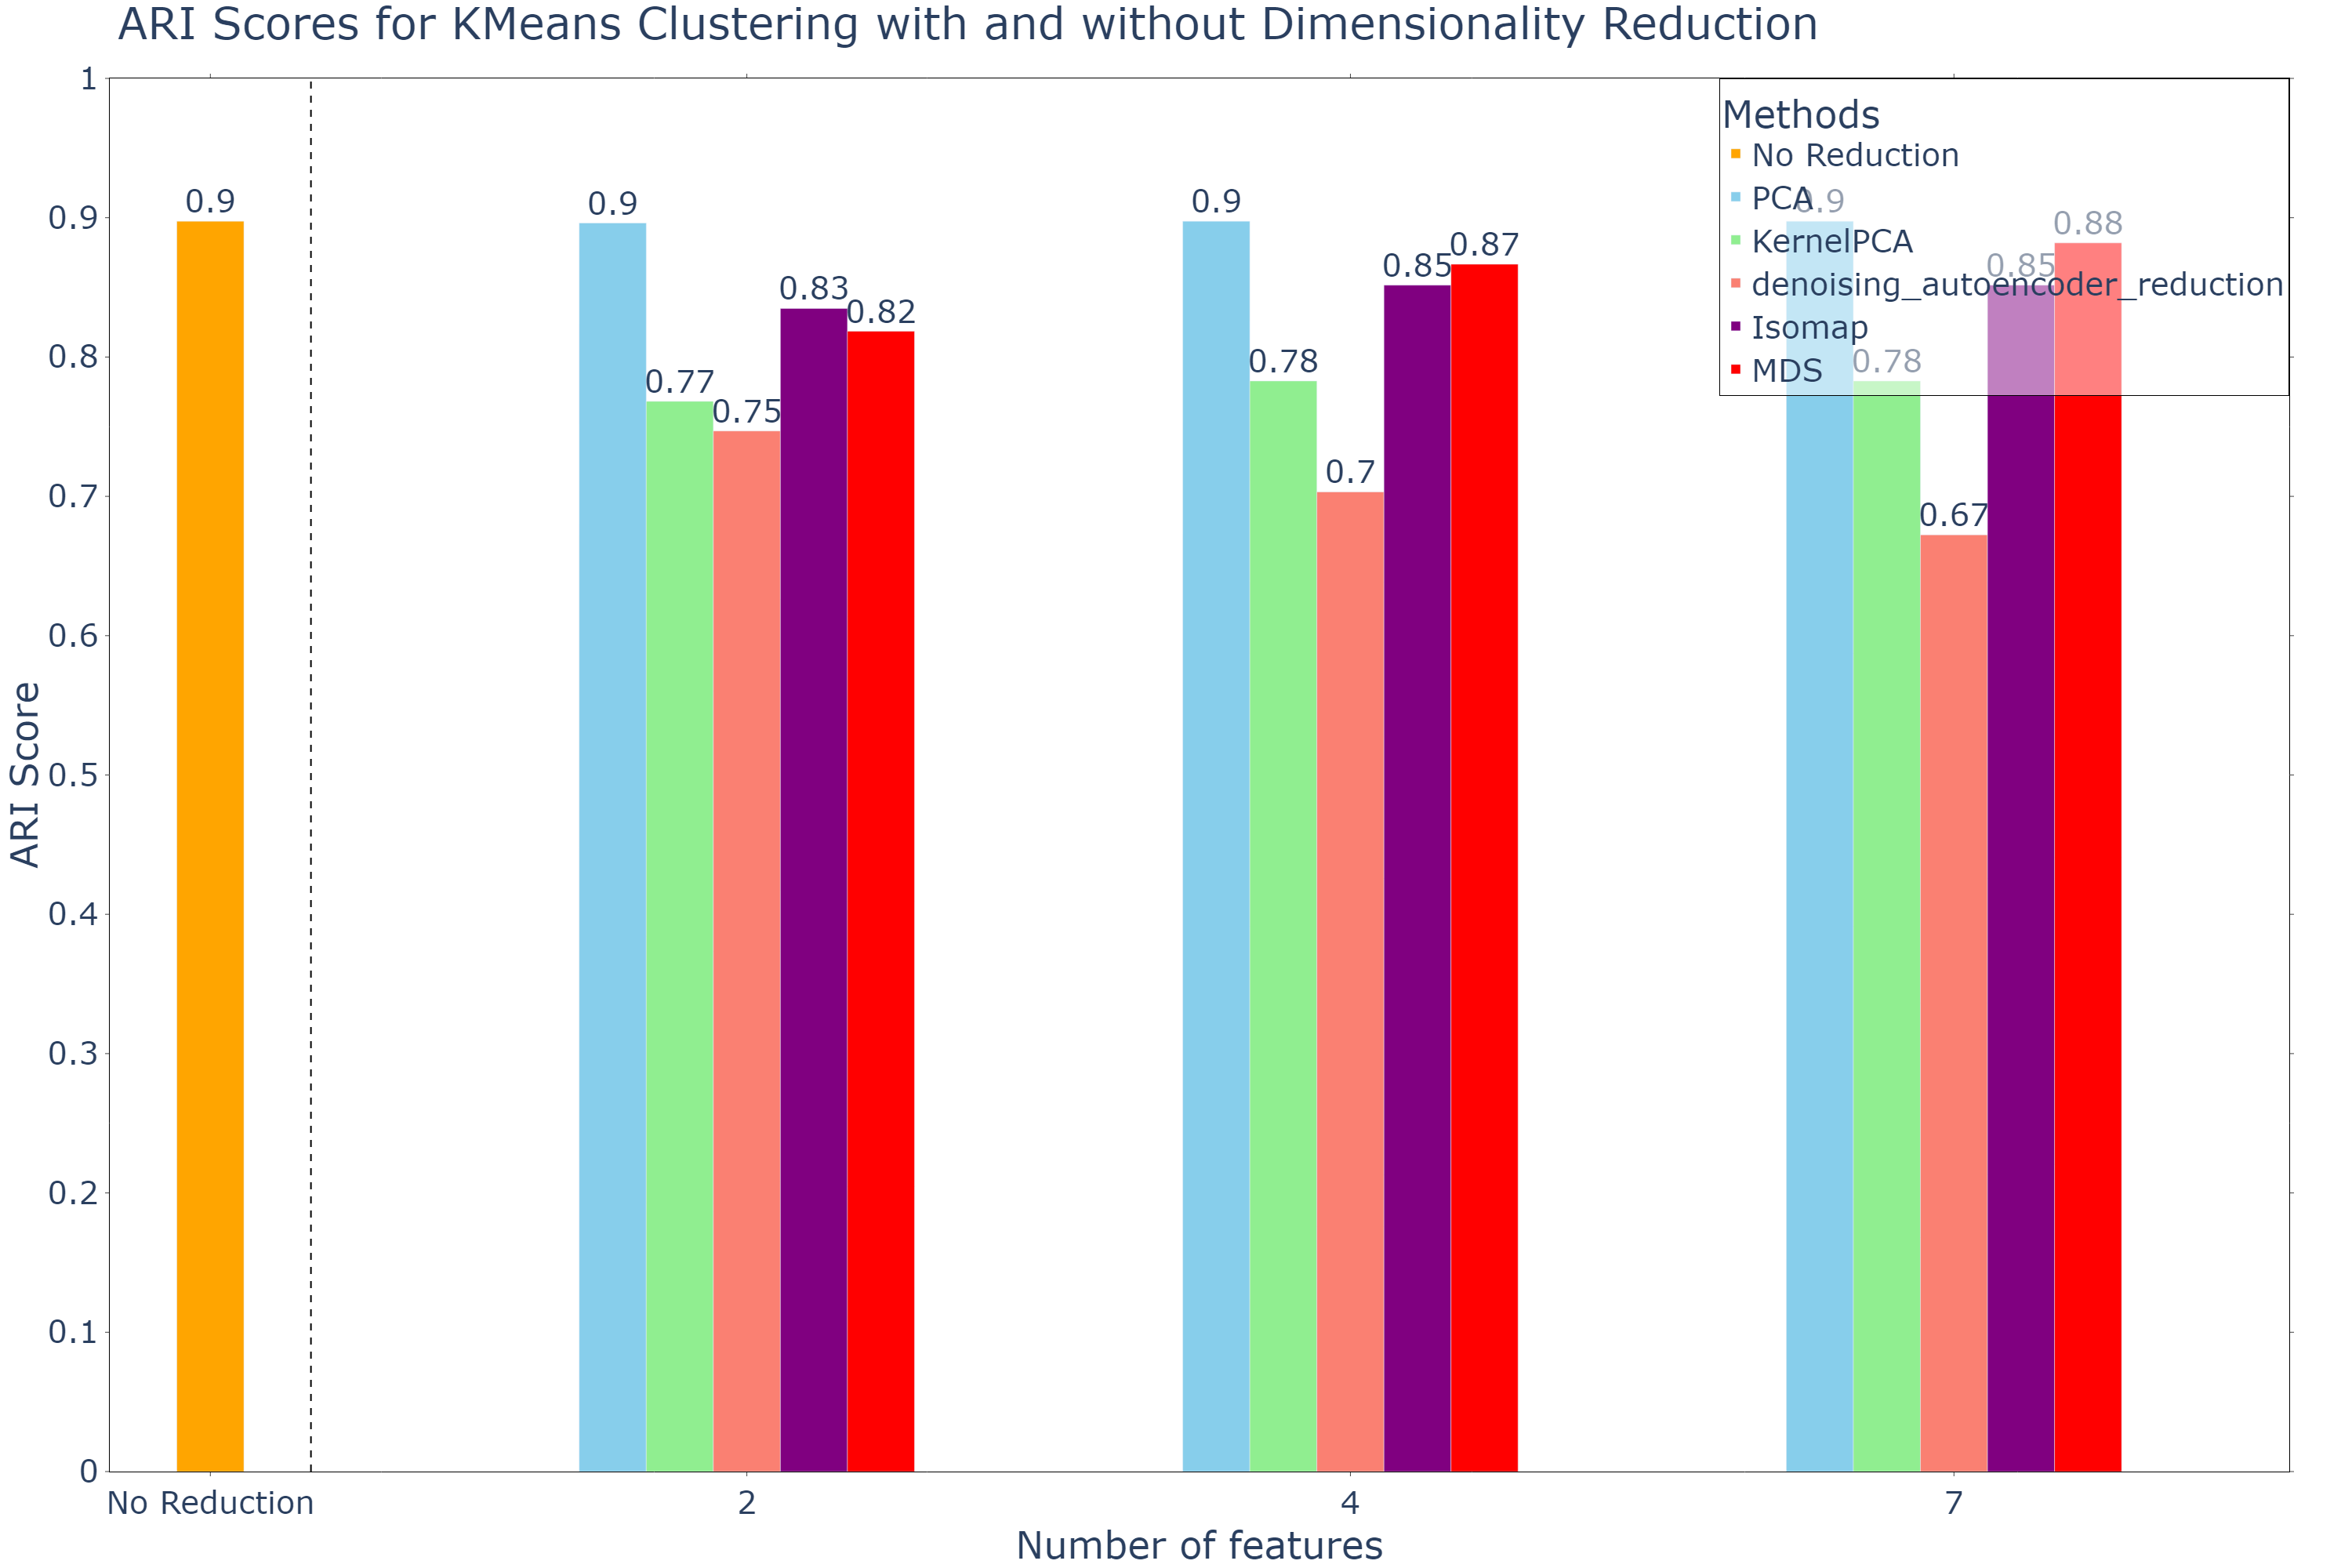 ARI Scores for KMeans Clustering with and without Dimensionality Reduction
1
0.9
0.8
0.7
0.6
0.5
0.4
0.3
0.2
0.1
0
ARI Score
0.9
0.9
0.77
0.75
0.83
0.82
0.9
0.78
0.7
0.85
0.87
0.9
0.78
0.67
0.85
0.88
Methods
No Reduction
PCA
KernelPCA
denoising_autoencoder_reduction
Isomap
MDS
No Reduction
2
4
7
Number of features